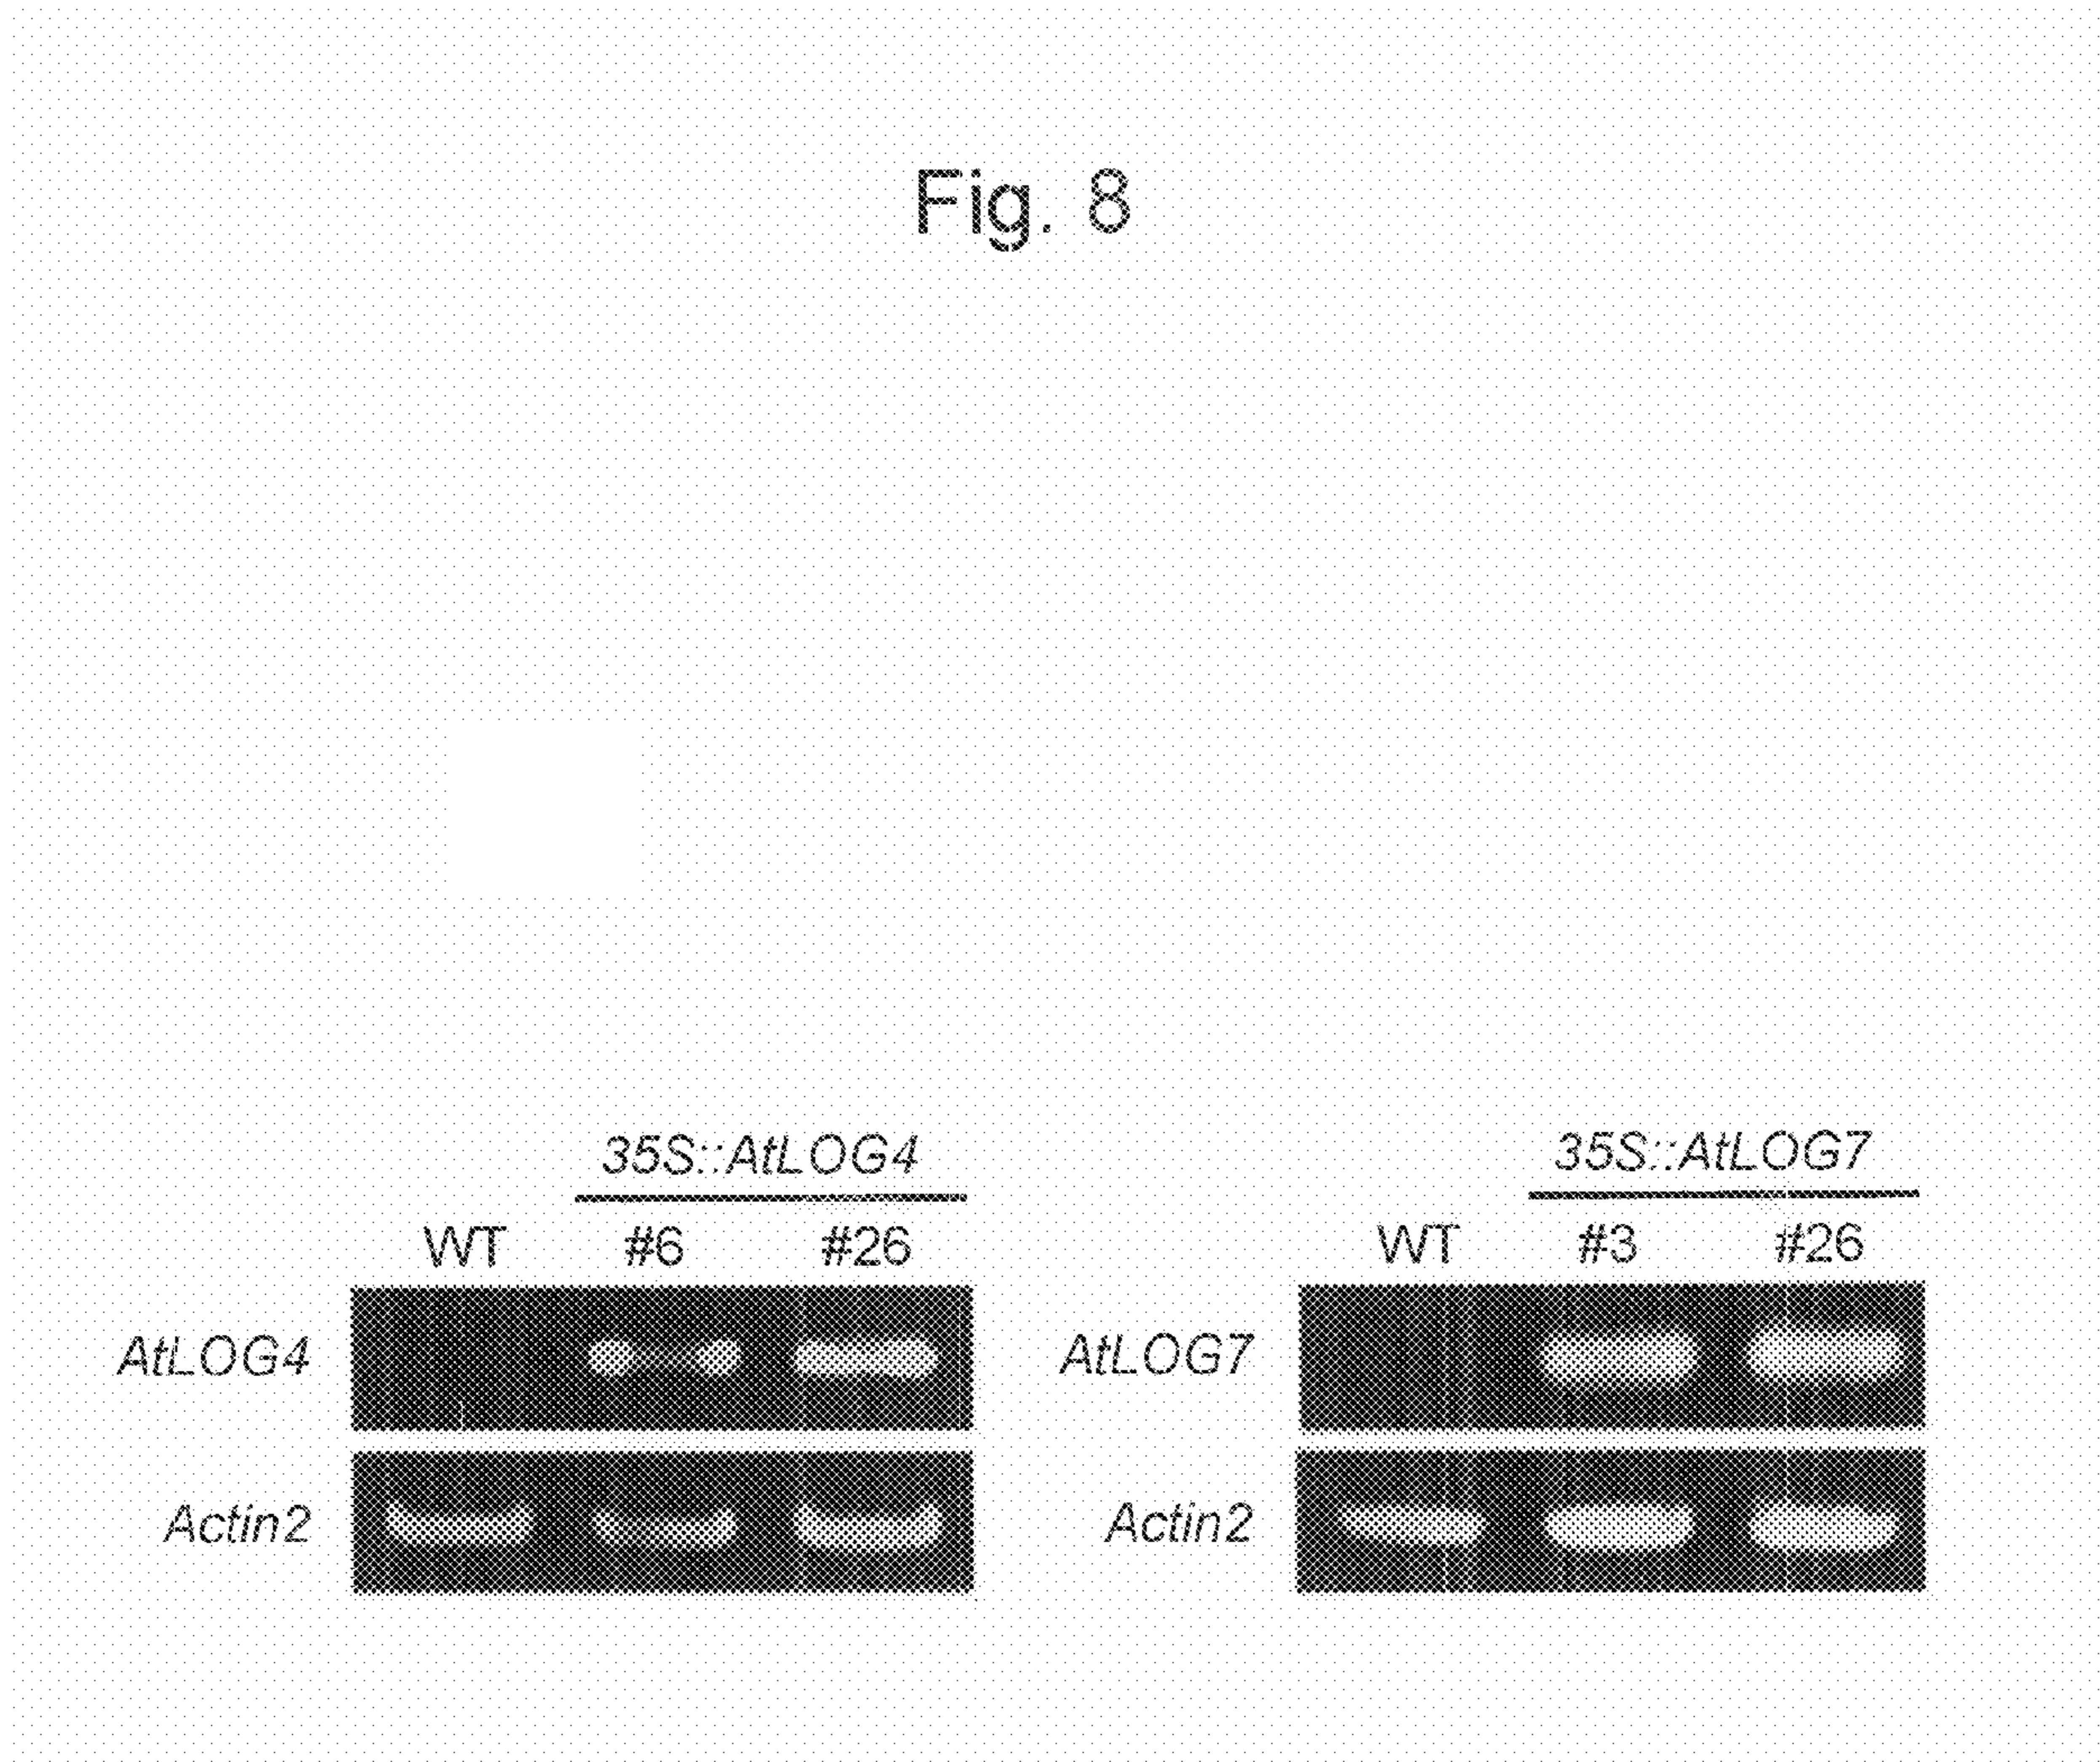 Fig. 8
35S::AtLOG4
WT #6 #26
AtLOG4
Actin2
35S::AtLOG7
WT #3 #26
AtLOG7
Actin2